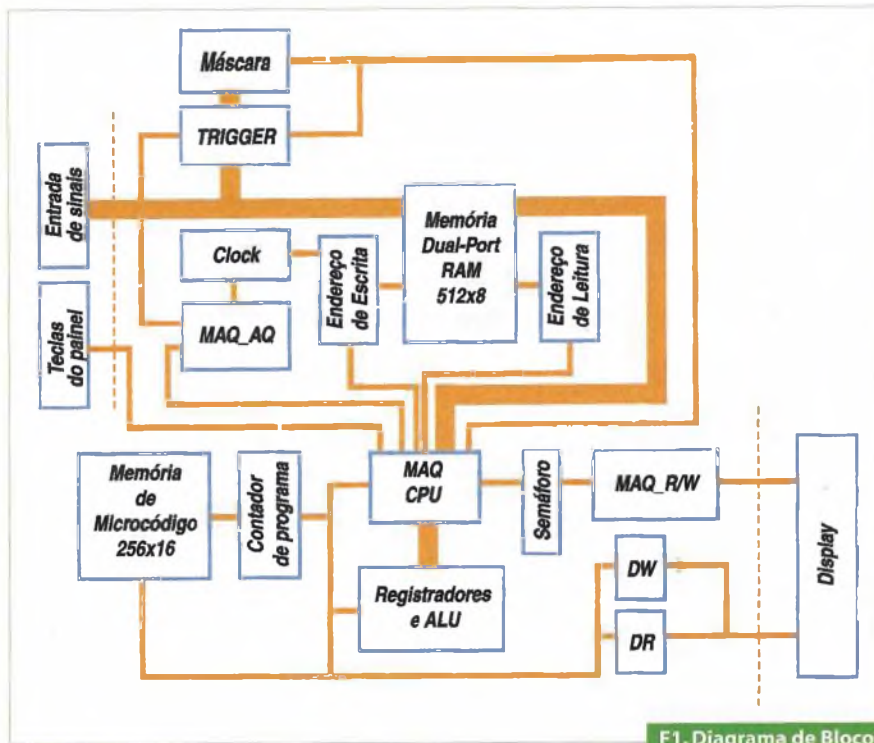 Máscara
TRIGGER
Entrada
de sinais
Clock
Endereço
de Escrita
Memória
Dual-Port
RAM
512x8
Endereço
de Leitura
Teclas
do painel
MAQ_AQ
Memória
de
Microcódigo
256x16
Contador
de programa
MAQ
CPU
Semáforo
MAQ_R/W
Display
Registradores
e ALU
DW
DR
F1. Diagrama de Bloco